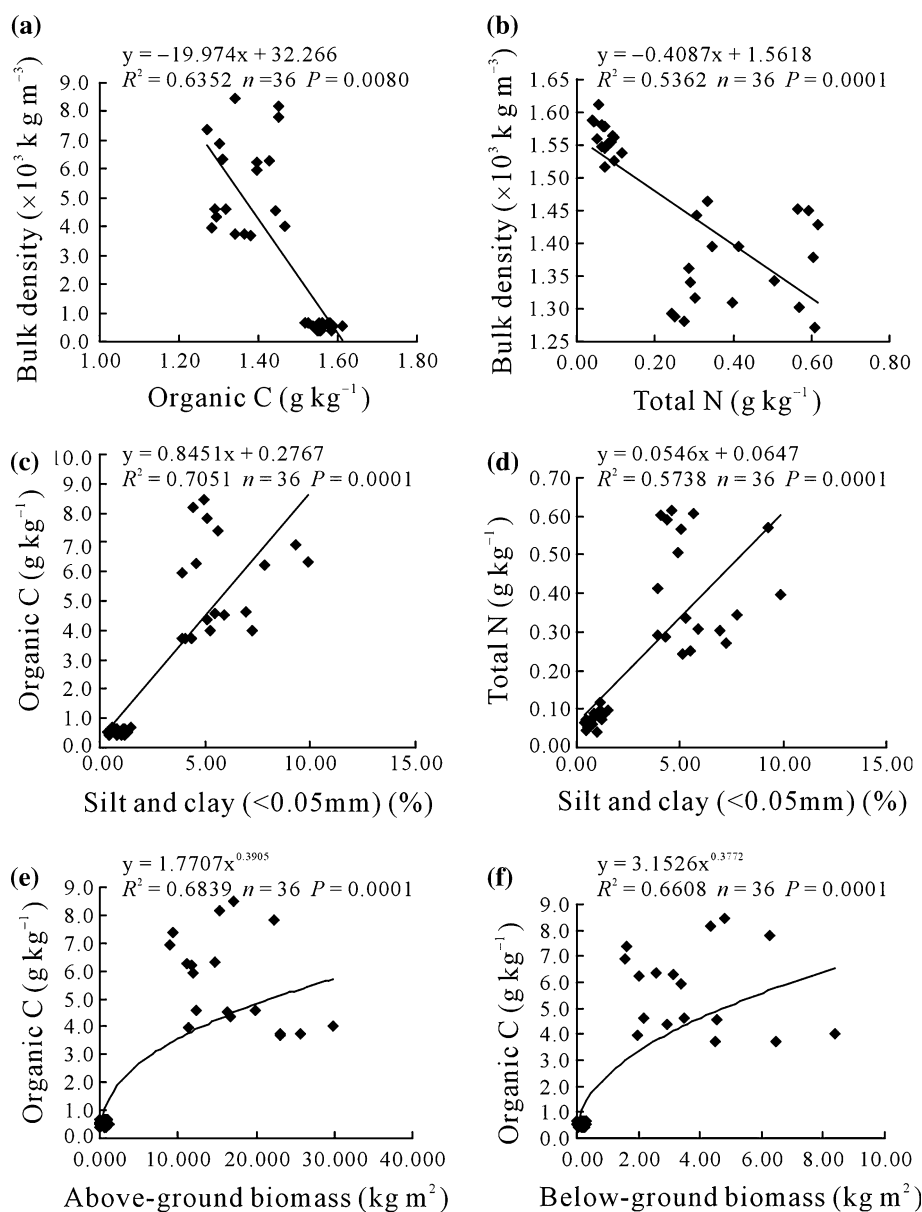 (a)
y = −19.974x + 32.266
R² = 0.6352 n=36 P = 0.0080
Bulk density (×10³ kg m⁻³)
9.0
8.0
7.0
6.0
5.0
4.0
3.0
2.0
1.0
0.0
1.00 1.20 1.40 1.60 1.80
Organic C (g kg⁻¹)
(b)
y = −0.4087x + 1.5618
R² = 0.5362 n=36 P = 0.0001
Bulk density (×10³ kg m⁻³)
1.65
1.60
1.55
1.50
1.45
1.40
1.35
1.30
1.25
0.00 0.20 0.40 0.60 0.80
Total N (g kg⁻¹)
(c)
y = 0.8451x + 0.2767
R² = 0.7051 n=36 P = 0.0001
Organic C (g kg⁻¹)
10.0
9.0
8.0
7.0
6.0
5.0
4.0
3.0
2.0
1.0
0.0
0.00 5.00 10.00 15.00
Silt and clay (<0.05mm) (%)
(d)
y = 0.0546x + 0.0647
R² = 0.5738 n=36 P = 0.0001
Total N (g kg⁻¹)
0.70
0.60
0.50
0.40
0.30
0.20
0.10
0.00
0.00 5.00 10.00 15.00
Silt and clay (<0.05mm) (%)
(e)
y = 1.7707x⁰·³⁹⁰⁵
R² = 0.6839 n=36 P = 0.0001
Organic C (g kg⁻¹)
9.0
8.0
7.0
6.0
5.0
4.0
3.0
2.0
1.0
0.0
0.000 10.000 20.000 30.000 40.000
Above-ground biomass (kg m²)
(f)
y = 3.1526x⁰·³⁷⁷²
R² = 0.6608 n=36 P = 0.0001
Organic C (g kg⁻¹)
9.0
8.0
7.0
6.0
5.0
4.0
3.0
2.0
1.0
0.0
0.00 2.00 4.00 6.00 8.00 10.00
Below-ground biomass (kg m²)